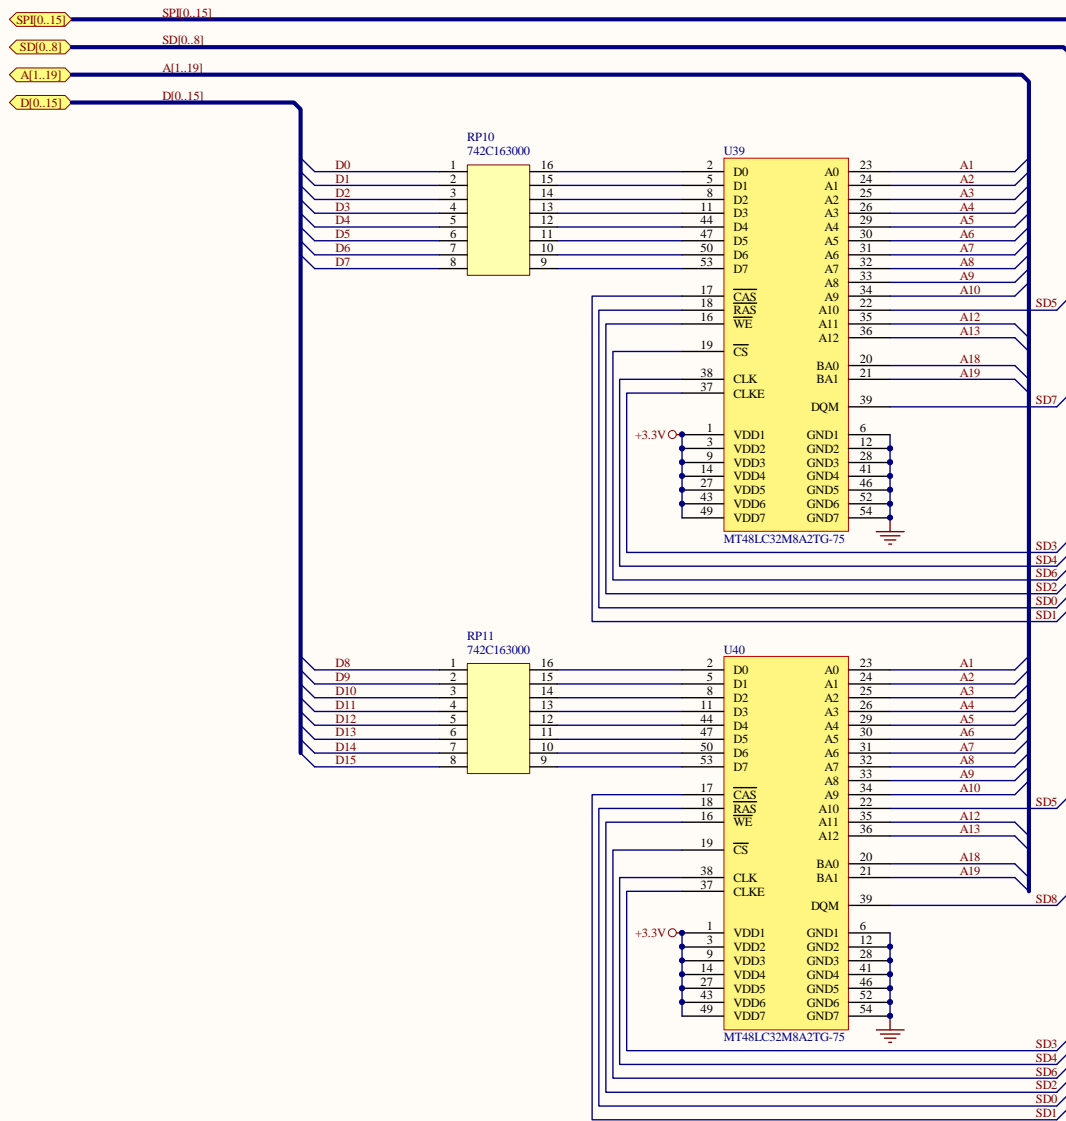 SPI[0..15] SPI[0..15]
SD[0..8] SD[0..8]
A[1..19] A[1..19]
D[0..15] D[0..15]
RP10
742C163000
U39
D0 1 16 2 D0 A0 23 A1
D1 2 15 5 D1 A1 24 A2
D2 3 14 8 D2 A2 25 A3
D3 4 13 11 D3 A3 26 A4
D4 5 12 44 D4 A4 29 A5
D5 6 11 47 D5 A5 30 A6
D6 7 10 50 D6 A6 31 A7
D7 8 9 53 D7 A7 32 A8
A8 33 A9
17 CAS A9 34 A10
18 RAS A10 22 SD5
16 WE A11 35 A12
A12 36 A13
19 CS
BA0 20 A18
38 CLK BA1 21 A19
37 CLKE
DQM 39 SD7
+3.3V 1 VDD1 GND1 6
3 VDD2 GND2 12
9 VDD3 GND3 28
14 VDD4 GND4 41
27 VDD5 GND5 46
43 VDD6 GND6 52
49 VDD7 GND7 54
MT48LC32M8A2TG-75
SD3
SD4
SD6
SD2
SD0
SD1
RP11
742C163000
U40
D8 1 16 2 D0 A0 23 A1
D9 2 15 5 D1 A1 24 A2
D10 3 14 8 D2 A2 25 A3
D11 4 13 11 D3 A3 26 A4
D12 5 12 44 D4 A4 29 A5
D13 6 11 47 D5 A5 30 A6
D14 7 10 50 D6 A6 31 A7
D15 8 9 53 D7 A7 32 A8
A8 33 A9
17 CAS A9 34 A10
18 RAS A10 22 SD5
16 WE A11 35 A12
A12 36 A13
19 CS
BA0 20 A18
38 CLK BA1 21 A19
37 CLKE
DQM 39 SD8
+3.3V 1 VDD1 GND1 6
3 VDD2 GND2 12
9 VDD3 GND3 28
14 VDD4 GND4 41
27 VDD5 GND5 46
43 VDD6 GND6 52
49 VDD7 GND7 54
MT48LC32M8A2TG-75
SD3
SD4
SD6
SD2
SD0
SD1